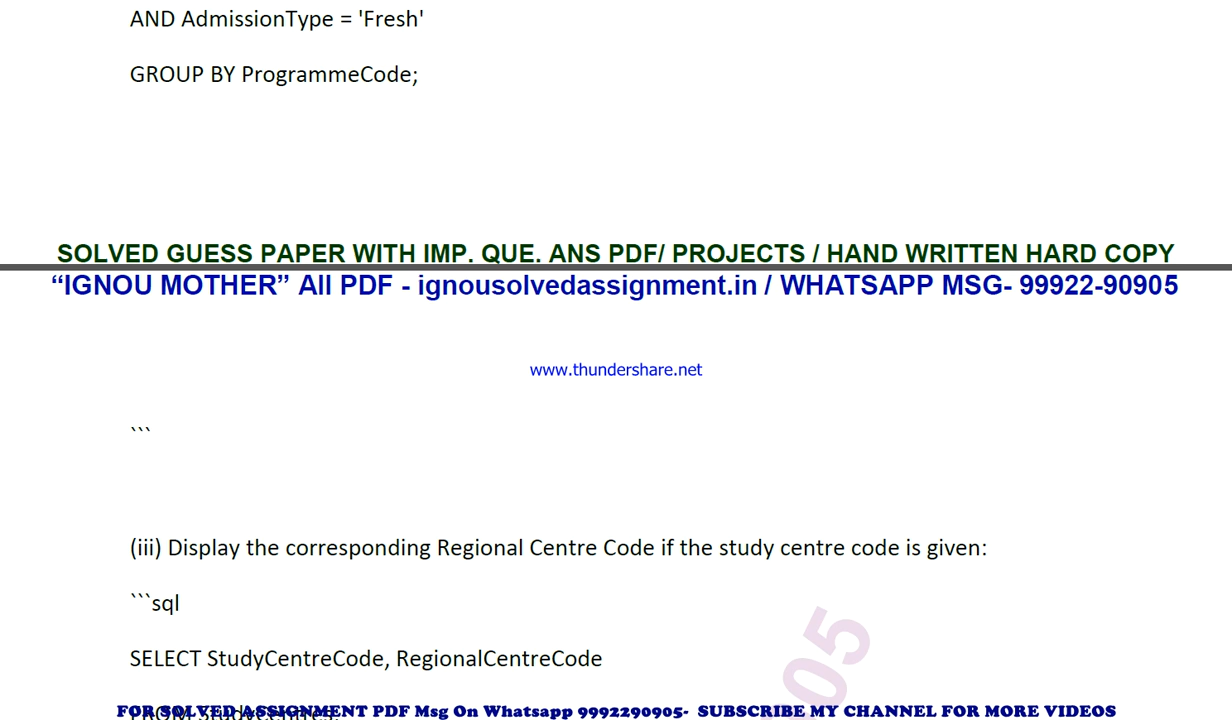 AND AdmissionType = 'Fresh'
GROUP BY ProgrammeCode;
SOLVED GUESS PAPER WITH IMP. QUE. ANS PDF/ PROJECTS / HAND WRITTEN HARD COPY
“IGNOU MOTHER” All PDF - ignousolvedassignment.in / WHATSAPP MSG- 99922-90905
www.thundershare.net
```
(iii) Display the corresponding Regional Centre Code if the study centre code is given:
```sql
SELECT StudyCentreCode, RegionalCentreCode
05
FOR SOLVED ASSIGNMENT PDF Msg On Whatsapp 9992290905- SUBSCRIBE MY CHANNEL FOR MORE VIDEOS